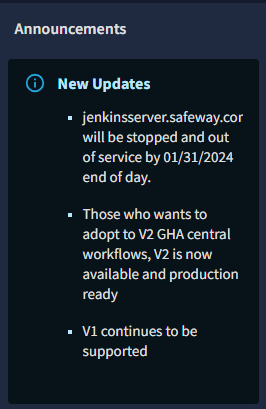 Announcements
New Updates
jenkinsserver.safeway.cor
will be stopped and out
of service by 01/31/2024
end of day.
Those who wants to
adopt to V2 GHA central
workflows, V2 is now
available and production
ready
V1 continues to be
supported